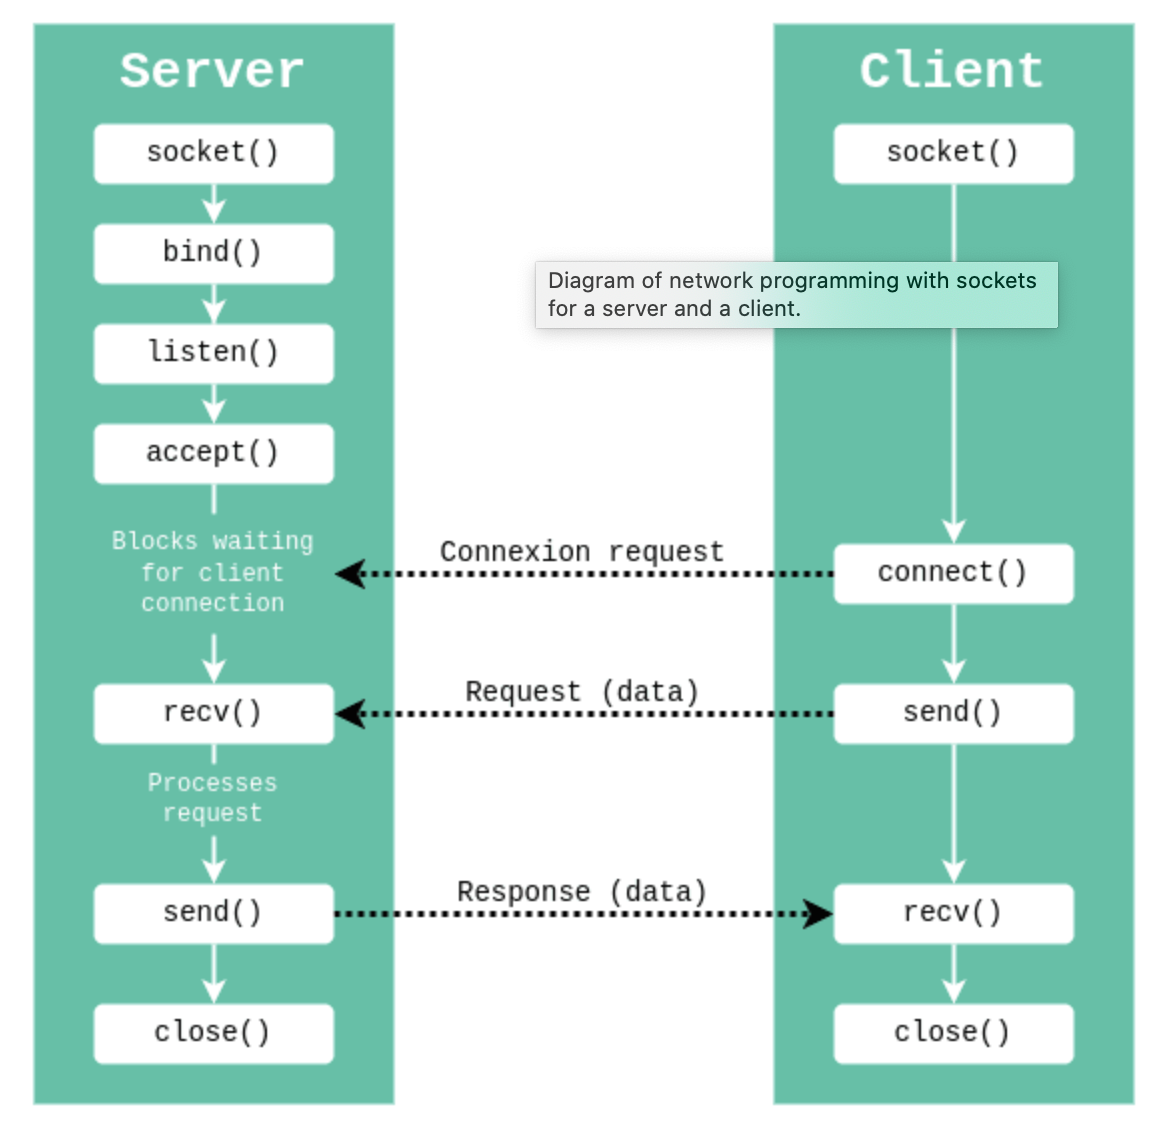 Server
socket()
bind()
listen()
accept()
Blocks waiting
for client
connection
recv()
Processes
request
send()
close()
Connexion request
Request (data)
Response (data)
Client
socket()
Diagram of network programming with sockets
for a server and a client.
connect()
send()
recv()
close()